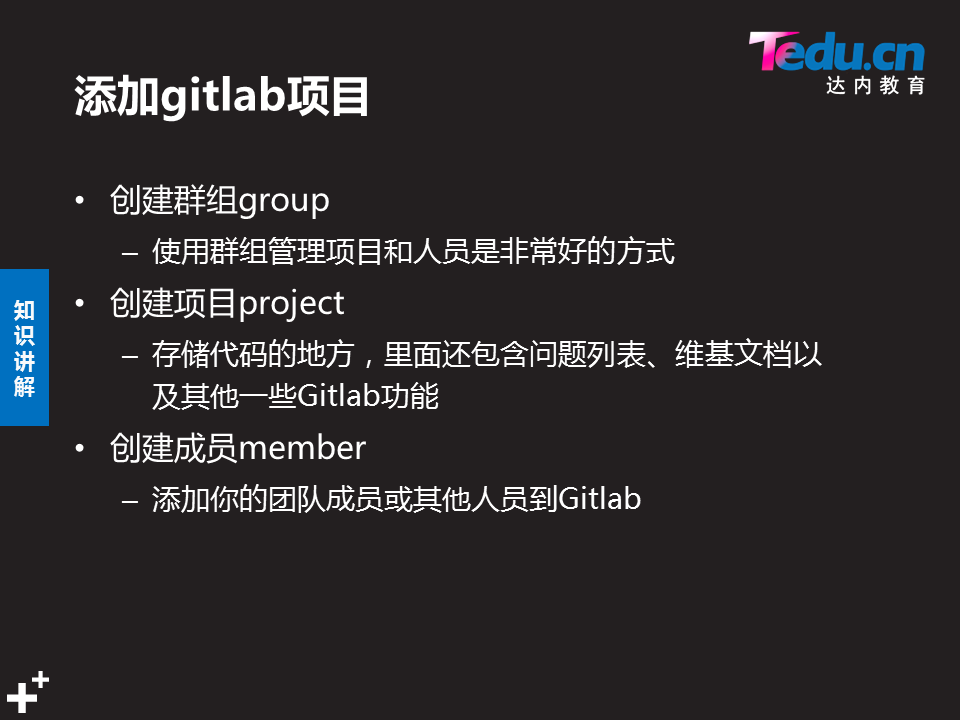 Tedu.cn
达内教育
添加gitlab项目
• 创建群组group
– 使用群组管理项目和人员是非常好的方式
• 创建项目project
– 存储代码的地方，里面还包含问题列表、维基文档以
及其他一些Gitlab功能
• 创建成员member
– 添加你的团队成员或其他人员到Gitlab
知
识
讲
解